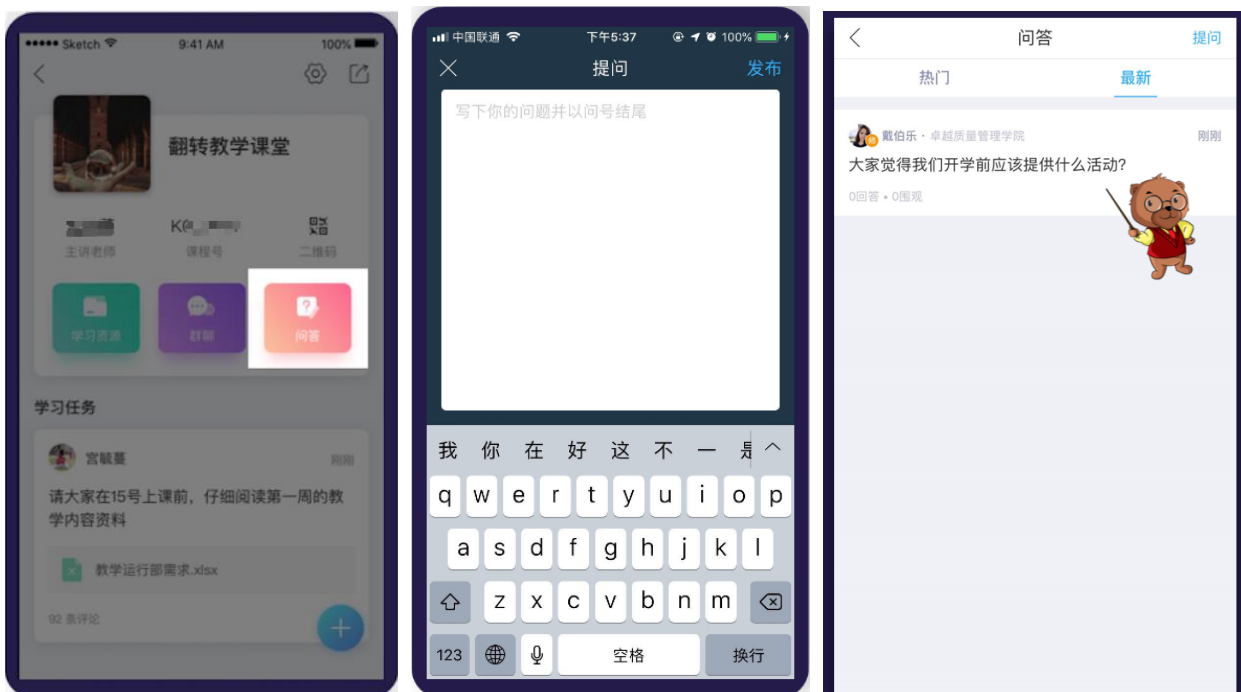 Sketch
9:41 AM
100%
翻转教学课堂
主讲老师
课程号
二维码
学习资源
群聊
问答
学习任务
宫毓蔓
刚刚
请大家在15号上课前，仔细阅读第一周的教
学内容资料
教学运行部需求.xlsx
92 条评论
中国联通
下午5:37
100%
提问
发布
写下你的问题并以问号结尾
我 你 在 好 这 不 一 是
q w e r t y u i o p
a s d f g h j k l
z x c v b n m
123
空格
换行
问答
提问
热门
最新
戴伯乐・卓越质量管理学院
刚刚
大家觉得我们开学前应该提供什么活动?
0回答 • 0围观